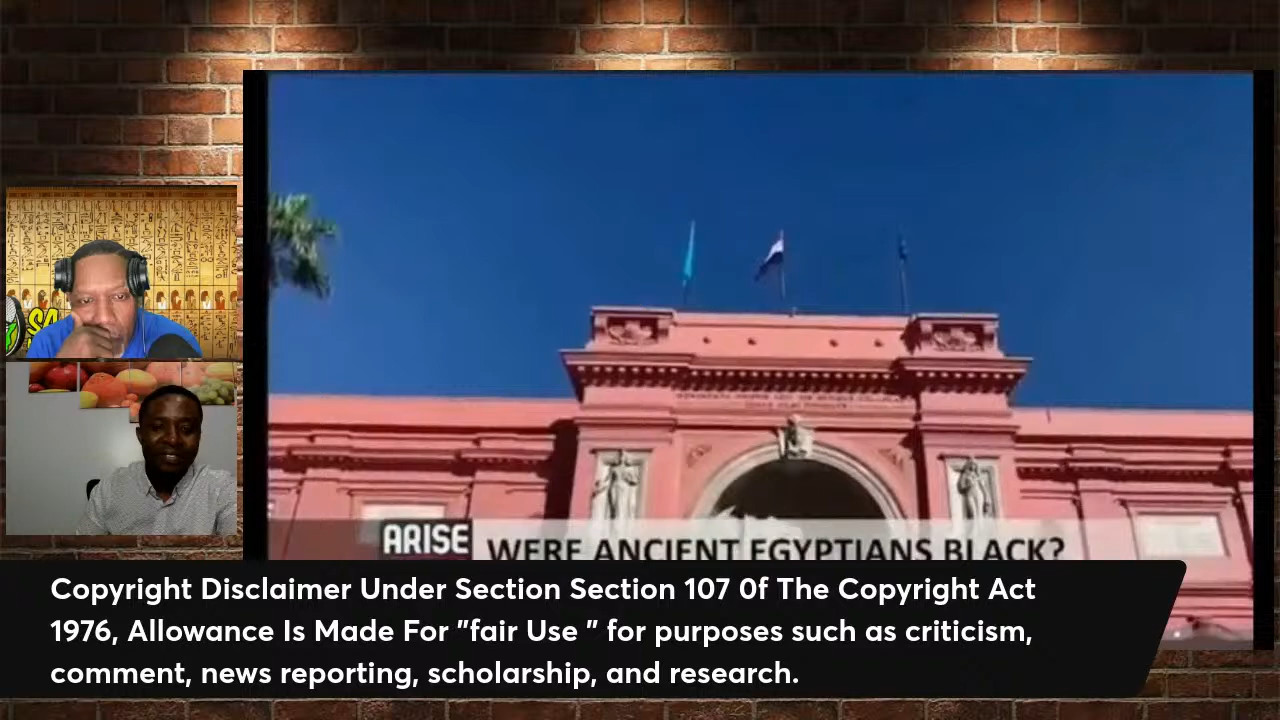 SA
ARISE
WERE ANCIENT EGYPTIANS BLACK?
Copyright Disclaimer Under Section Section 107 0f The Copyright Act
1976, Allowance Is Made For "fair Use " for purposes such as criticism,
comment, news reporting, scholarship, and research.